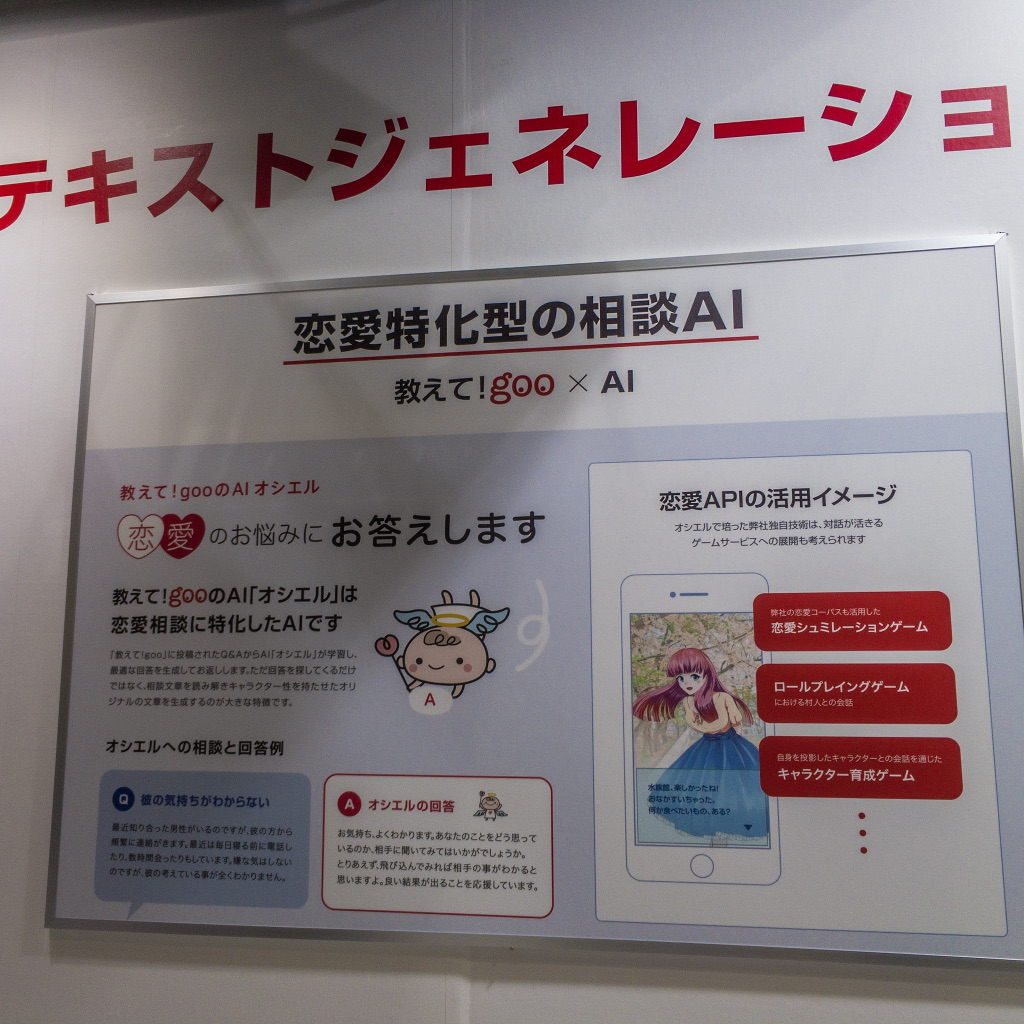 テキストジェネレーショ
恋愛特化型の相談AI
教えて!goo × AI
教えて!gooのAI オシエル
恋愛のお悩みにお答えします
教えて!gooのAI「オシエル」は
恋愛相談に特化したAIです
「教えて!goo」に投稿されたQ&AからAI「オシエル」が学習し、
最適な回答を生成してお返しします。ただ回答を探してくるだけ
ではなく、相談文章を読み解きキャラクター性を持たせたオリ
ジナルの文章を生成するのが大きな特徴です。
A
オシエルへの相談と回答例
Q 彼の気持ちがわからない
最近知り合った男性がいるのですが、彼の方から
頻繁に連絡がきます。最近は毎日寝る前に電話し
たり、数時間会ったりもしています。嫌な気はしない
のですが、彼の考えている事が全くわかりません。
A オシエルの回答
お気持ち、よくわかります。あなたのことをどう思って
いるのか、相手に聞いてみてはいかがでしょうか。
とりあえず、飛び込んでみれば相手の事がわかると
思いますよ。良い結果が出ることを応援しています。
恋愛APIの活用イメージ
オシエルで培った弊社独自技術は、対話が活きる
ゲームサービスへの展開も考えられます
弊社の恋愛コーパスも活用した
恋愛シュミレーションゲーム
ロールプレイングゲーム
における村人との会話
自身を投影したキャラクターとの会話を通じた
キャラクター育成ゲーム
水族館、楽しかったね!
おなかすいちゃった。
何か食べたいもの、ある?